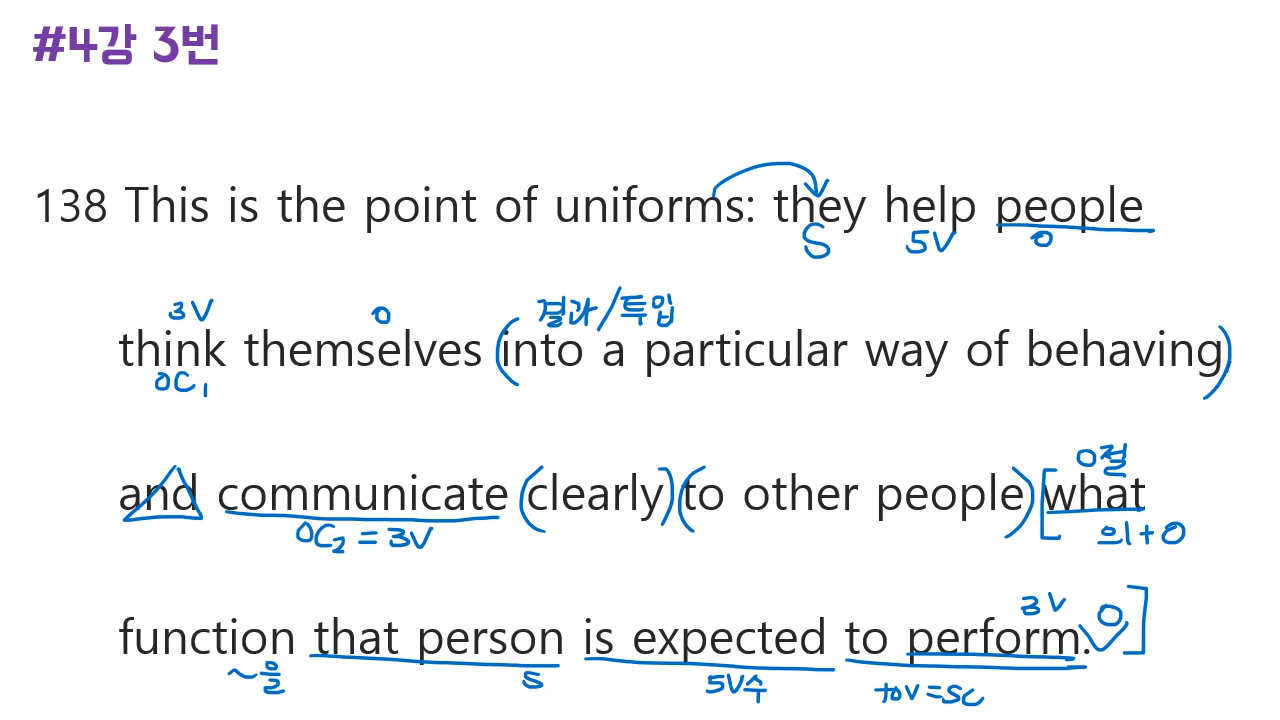 #4강 3번
138 This is the point of uniforms: they help people
S 5V O
3V O 결과/투입
think themselves (into a particular way of behaving)
OC₁
O절
and communicate (clearly) (to other people) [what
OC₂ = 3V 의+O
3V O
function that person is expected to perform. ]
~을 S 5V수 toV=SC